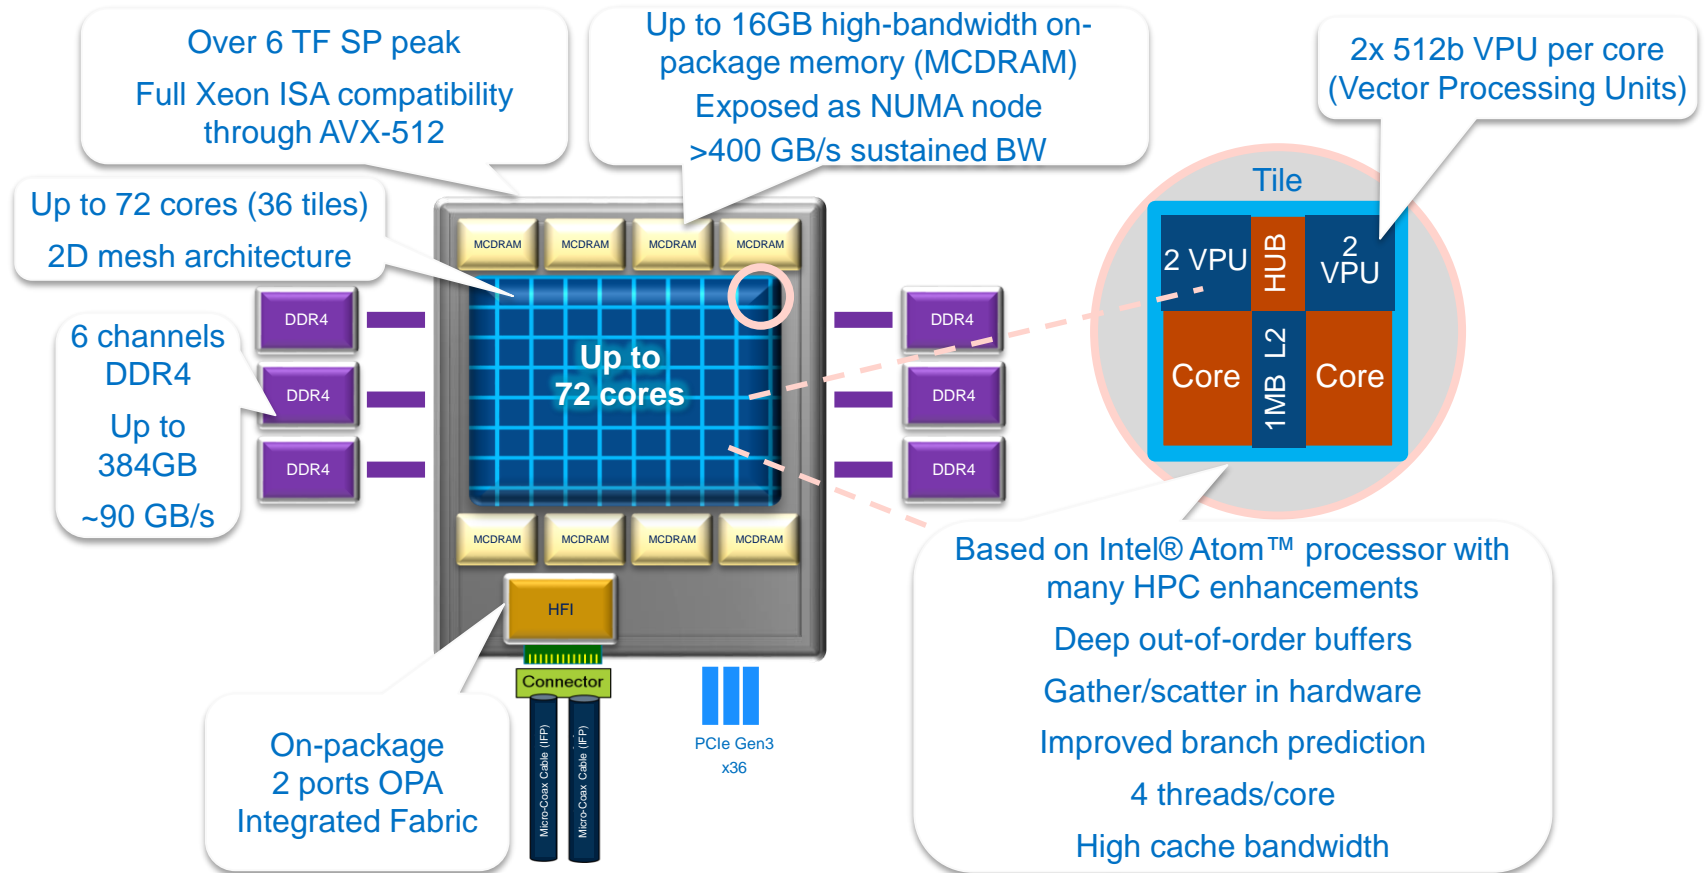 Over 6 TF SP peak
Full Xeon ISA compatibility
through AVX-512
Up to 16GB high-bandwidth on-
package memory (MCDRAM)
Exposed as NUMA node
>400 GB/s sustained BW
2x 512b VPU per core
(Vector Processing Units)
Up to 72 cores (36 tiles)
2D mesh architecture
MCDRAM MCDRAM MCDRAM MCDRAM
Tile
2 VPU
HUB
2
VPU
Core
1MB L2
Core
6 channels
DDR4
Up to
384GB
~90 GB/s
DDR4
DDR4
DDR4
Up to
72 cores
DDR4
DDR4
DDR4
MCDRAM MCDRAM MCDRAM MCDRAM
HFI
Connector
Micro-Coax Cable (IFP)
Micro-Coax Cable (IFP)
PCIe Gen3
x36
On-package
2 ports OPA
Integrated Fabric
Based on Intel® Atom™ processor with
many HPC enhancements
Deep out-of-order buffers
Gather/scatter in hardware
Improved branch prediction
4 threads/core
High cache bandwidth